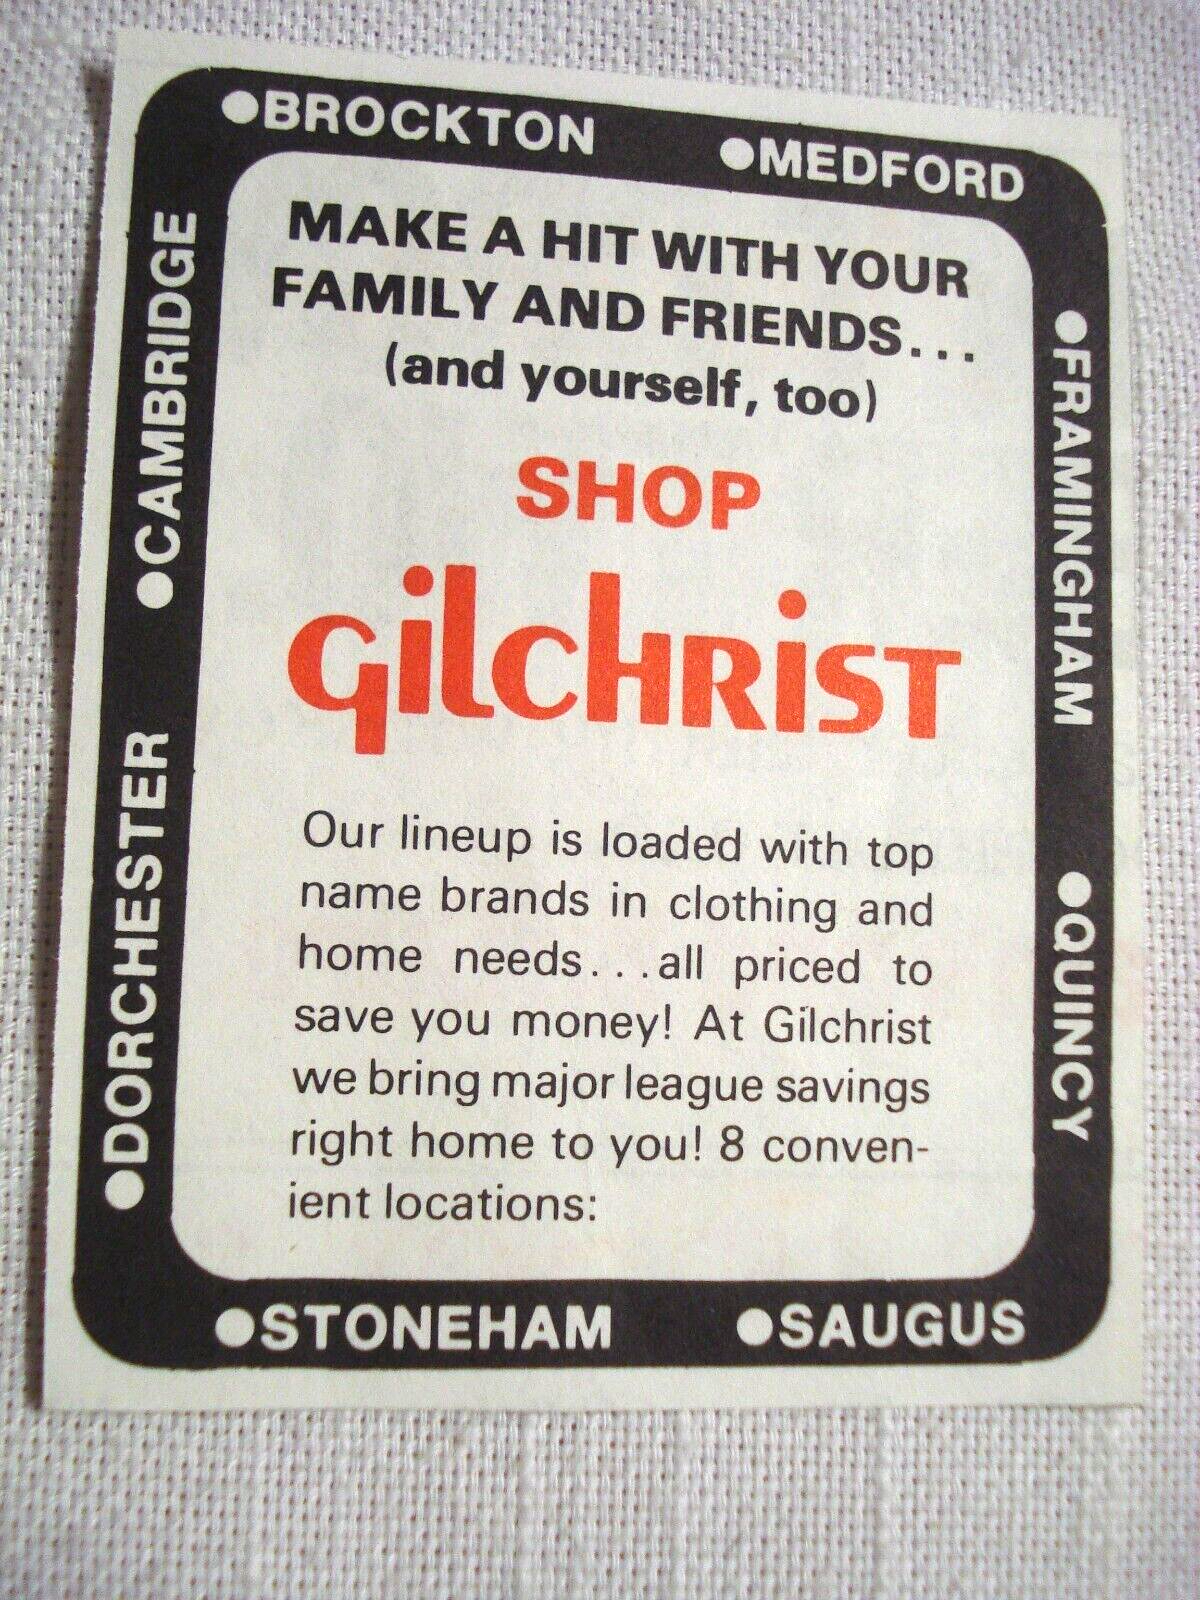 ●BROCKTON
●MEDFORD
●CAMBRIDGE
●DORCHESTER
MAKE A HIT WITH YOUR
FAMILY AND FRIENDS...
(and yourself, too)
SHOP
gilchrist
Our lineup is loaded with top
name brands in clothing and
home needs...all priced to
save you money! At Gilchrist
we bring major league savings
right home to you! 8 conven-
ient locations:
●FRAMINGHAM
●QUINCY
●STONEHAM
●SAUGUS